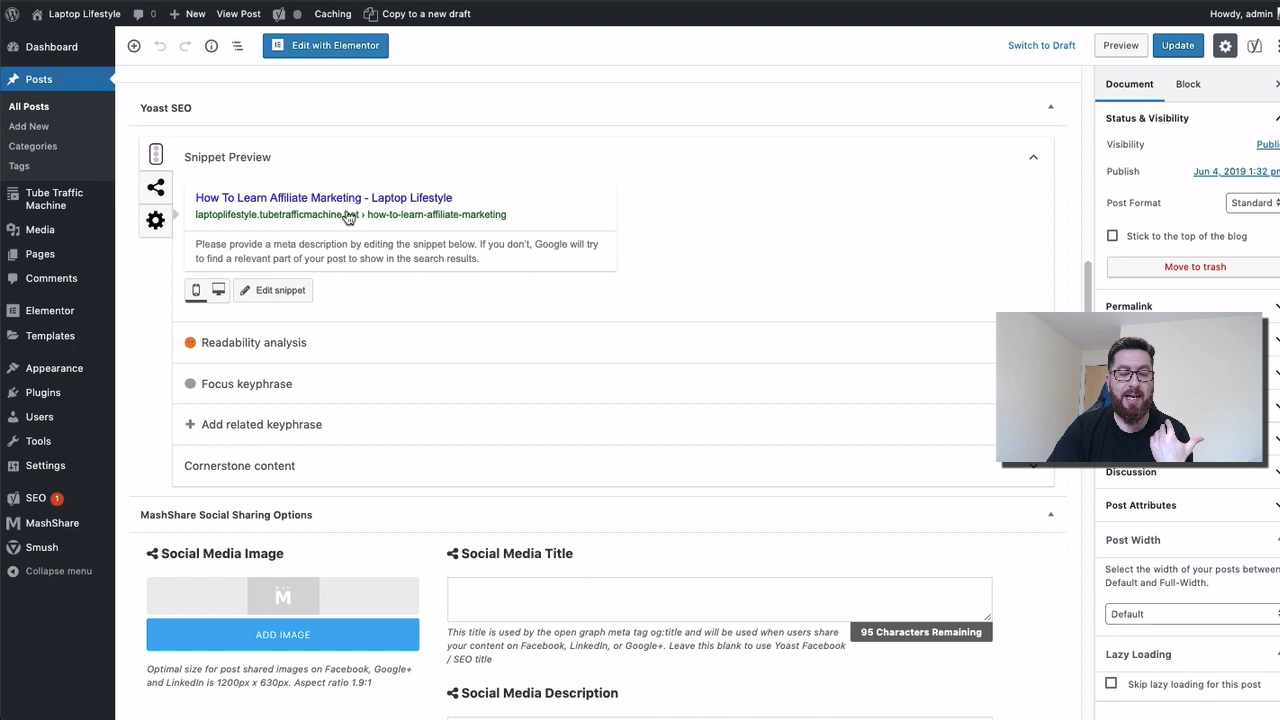 Laptop Lifestyle 0 New View Post Caching Copy to a new draft Howdy, admin
Dashboard
Posts
All Posts
Add New
Categories
Tags
Tube Traffic
Machine
Media
Pages
Comments
Elementor
Templates
Appearance
Plugins
Users
Tools
Settings
SEO 1
MashShare
Smush
Collapse menu
Edit with Elementor Switch to Draft Preview Update
Yoast SEO
Snippet Preview
How To Learn Affiliate Marketing - Laptop Lifestyle
laptoplifestyle.tubetrafficmachine. › how-to-learn-affiliate-marketing
Please provide a meta description by editing the snippet below. If you don't, Google will try
to find a relevant part of your post to show in the search results.
Edit snippet
Readability analysis
Focus keyphrase
Add related keyphrase
Cornerstone content
MashShare Social Sharing Options
Social Media Image
M
ADD IMAGE
Optimal size for post shared images on Facebook, Google+
and LinkedIn is 1200px x 630px. Aspect ratio 1.9:1
Social Media Title
95 Characters Remaining
This title is used by the open graph meta tag og:title and will be used when users share
your content on Facebook, LinkedIn, or Google+. Leave this blank to use Yoast Facebook
/ SEO title
Social Media Description
Document Block
Status & Visibility
Visibility Publi
Publish Jun 4, 2019 1:32 pm
Post Format Standard
Stick to the top of the blog
Move to trash
Permalink
Discussion
Post Attributes
Post Width
Select the width of your posts between
Default and Full-Width.
Default
Lazy Loading
Skip lazy loading for this post